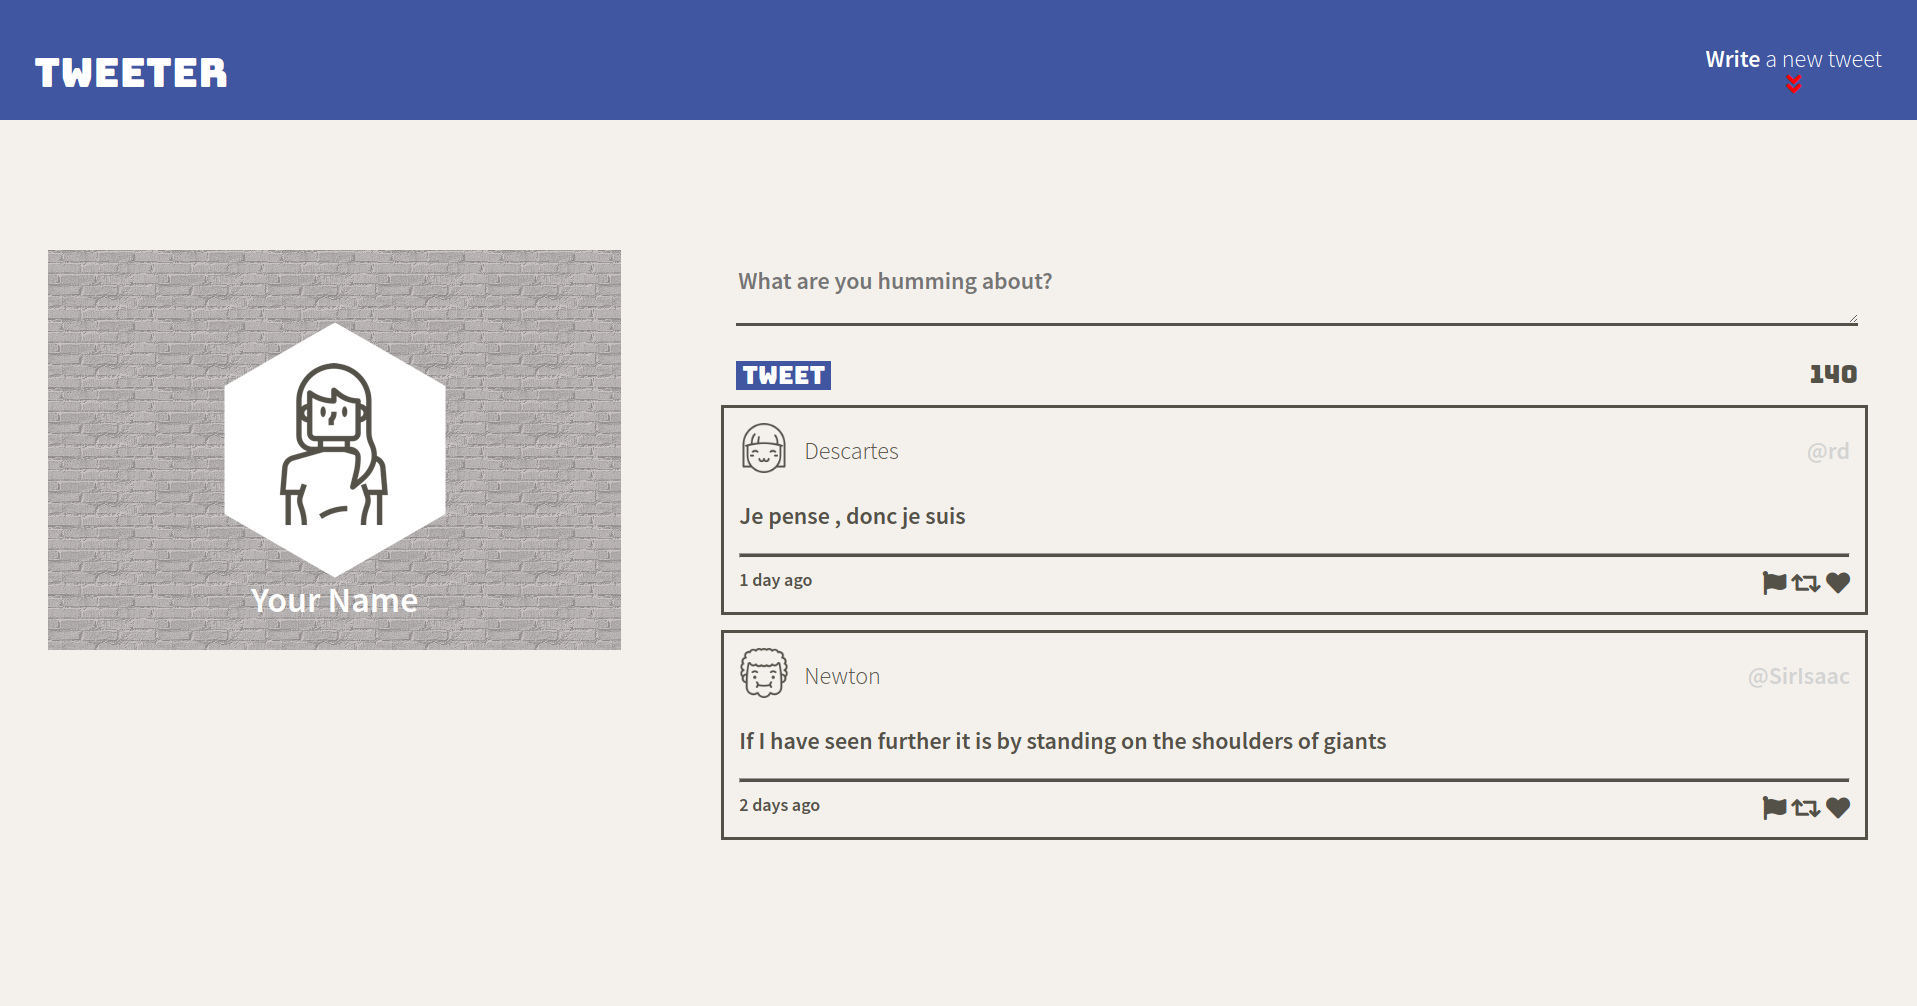 TWEETER
Write a new tweet
Your Name
What are you humming about?
TWEET
140
Descartes
@rd
Je pense , donc je suis
1 day ago
Newton
@SirIsaac
If I have seen further it is by standing on the shoulders of giants
2 days ago